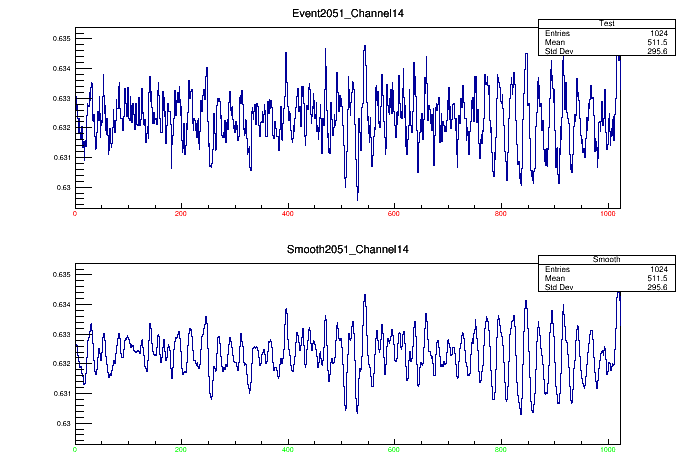 Event2051_Channel14
Test
Entries 1024
Mean 511.5
Std Dev 295.6
0.635
0.634
0.633
0.632
0.631
0.63
0 200 400 600 800 1000
Smooth2051_Channel14
Smooth
Entries 1024
Mean 511.5
Std Dev 295.6
0.635
0.634
0.633
0.632
0.631
0.63
0 200 400 600 800 1000